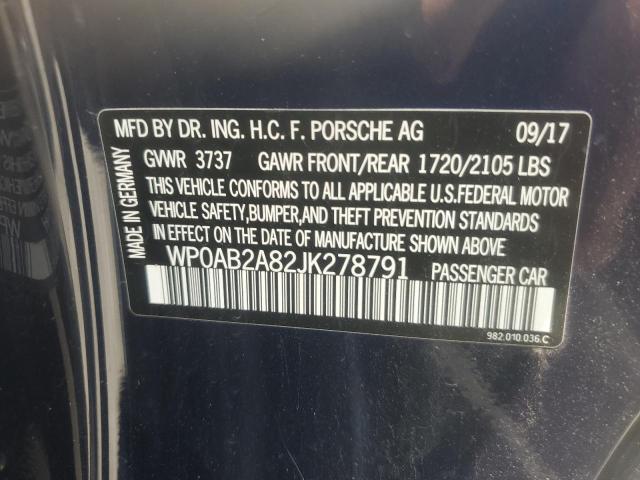 MFD BY DR. ING. H.C. F. PORSCHE AG 09/17
GVWR 3737 GAWR FRONT/REAR 1720/2105 LBS
THIS VEHICLE CONFORMS TO ALL APPLICABLE U.S.FEDERAL MOTOR
VEHICLE SAFETY,BUMPER,AND THEFT PREVENTION STANDARDS
IN EFFECT ON THE DATE OF MANUFACTURE SHOWN ABOVE
MADE IN GERMANY
WP0AB2A82JK278791 PASSENGER CAR
982.010.036.C